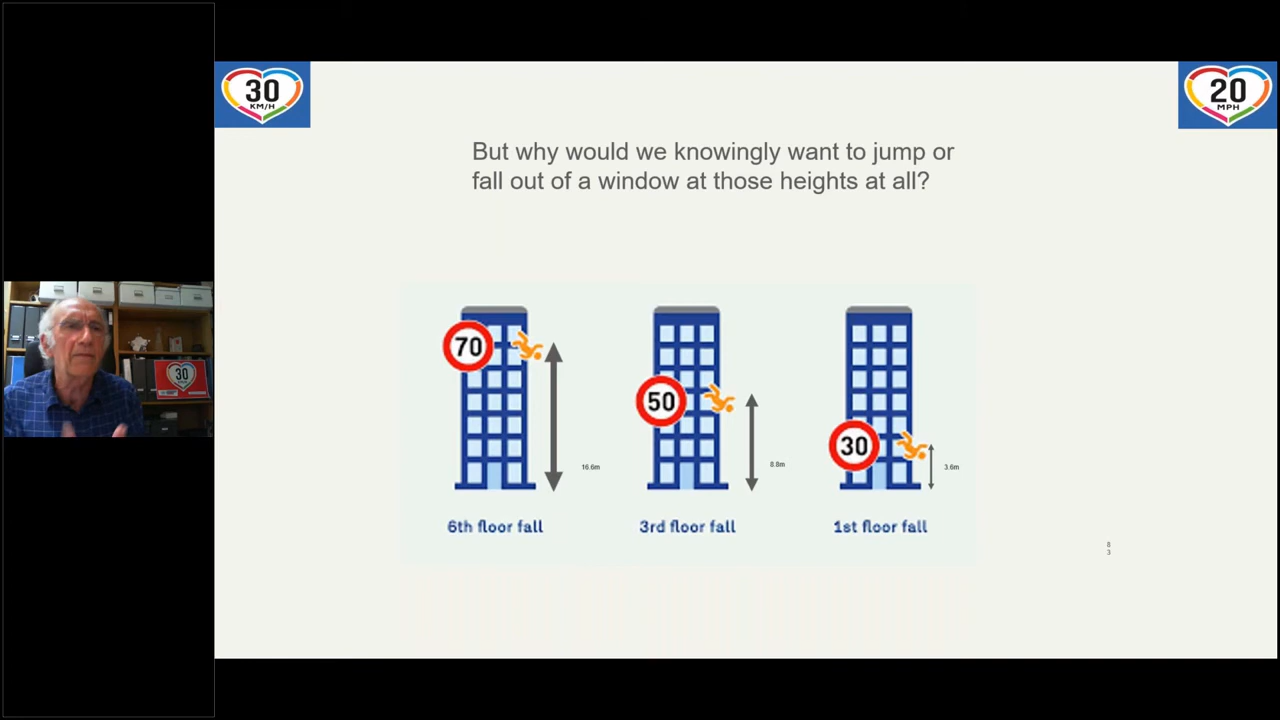 30
KM/H
20
MPH
But why would we knowingly want to jump or
fall out of a window at those heights at all?
70
50
30
16.6m
8.8m
3.6m
6th floor fall
3rd floor fall
1st floor fall
8
3
30